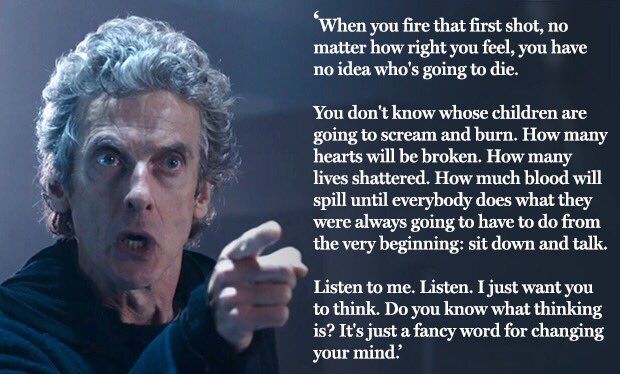 ‘When you fire that first shot, no
matter how right you feel, you have
no idea who's going to die.
You don't know whose children are
going to scream and burn. How many
hearts will be broken. How many
lives shattered. How much blood will
spill until everybody does what they
were always going to have to do from
the very beginning: sit down and talk.
Listen to me. Listen. I just want you
to think. Do you know what thinking
is? It's just a fancy word for changing
your mind.’